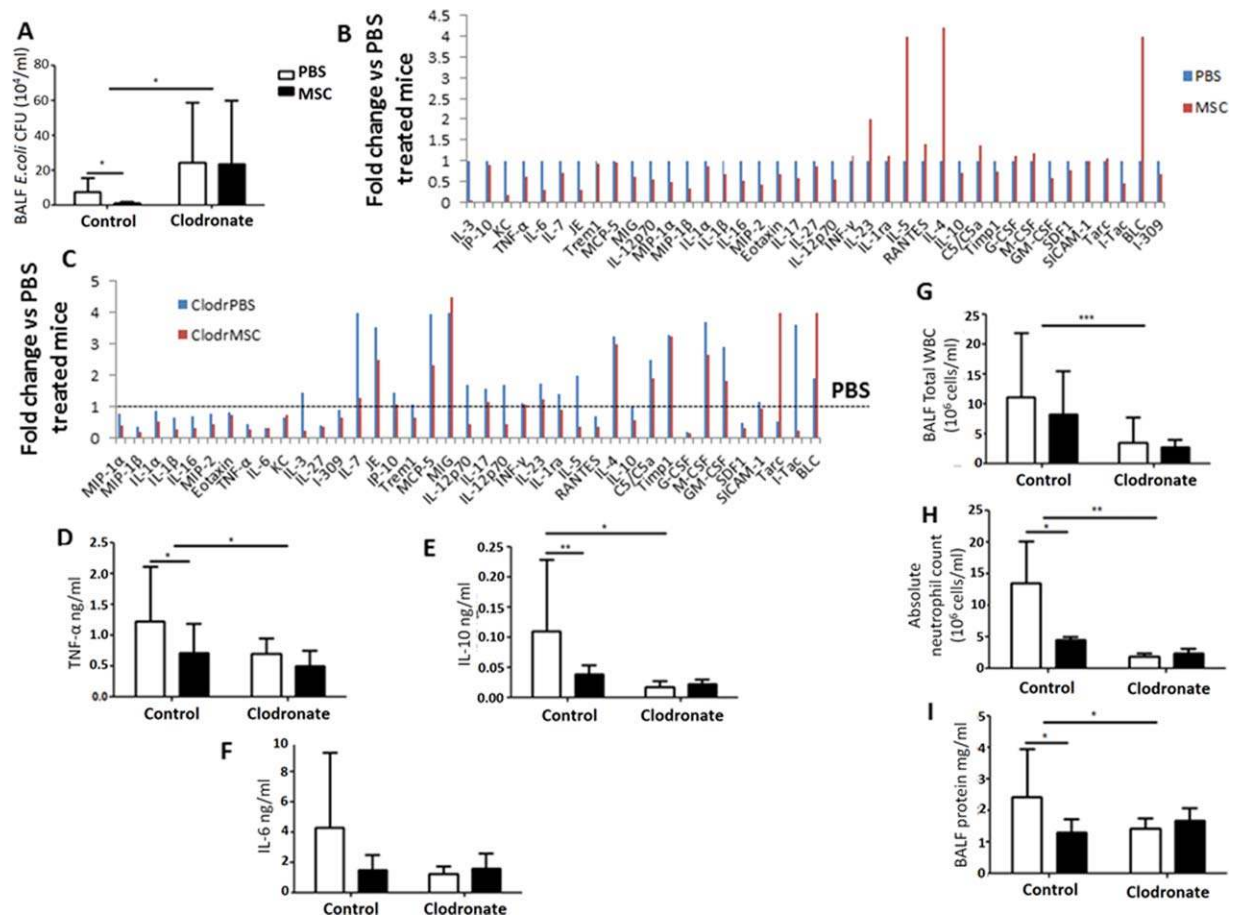 A
BALF E.coli CFU (10⁴/ml)
80
60
40
20
0
*
*
Control
Clodronate
PBS
MSC
B
Fold change vs PBS
treated mice
4.5
4
3.5
3
2.5
2
1.5
1
0.5
0
PBS
MSC
IL-3
IP-10
KC
TNF-α
IL-6
IL-7
JE
Trem1
MCP-5
MIG
IL-12p70
MIP-1α
MIP-1β
IL-1α
IL-1β
IL-16
MIP-2
Eotaxin
IL-17
IL-27
IL-12p70
INF-γ
IL-23
IL-1ra
IL-5
RANTES
IL-4
IL-10
C5/C5a
Timp1
G-CSF
M-CSF
GM-CSF
SDF1
SICAM-1
Tarc
I-Tac
BLC
I-309
C
Fold change vs PBS
treated mice
5
4
3
2
1
0
ClodrPBS
ClodrMSC
PBS
MIP-1α
MIP-1β
IL-1α
IL-1β
IL-16
MIP-2
Eotaxin
TNF-α
IL-6
KC
IL-3
IL-27
I-309
IL-7
JE
IP-10
Trem1
MCP-5
MIG
IL-12p70
IL-17
IL-12p70
INF-γ
IL-23
IL-1ra
IL-5
RANTES
IL-4
IL-10
C5/C5a
Timp1
G-CSF
M-CSF
GM-CSF
SDF1
SICAM-1
Tarc
I-Tac
BLC
G
BALF Total WBC
(10⁶ cells/ml)
25
20
15
10
5
0
***
Control
Clodronate
D
TNF-α ng/ml
2.5
2.0
1.5
1.0
0.5
0.0
*
*
Control
Clodronate
E
IL-10 ng/ml
0.25
0.20
0.15
0.10
0.05
0.00
*
**
Control
Clodronate
H
Absolute
neutrophil count
(10⁶ cells/ml)
25
20
15
10
5
0
**
*
Control
Clodronate
F
IL-6 ng/ml
10
8
6
4
2
0
Control
Clodronate
I
BALF protein mg/ml
5
4
3
2
1
0
*
*
Control
Clodronate